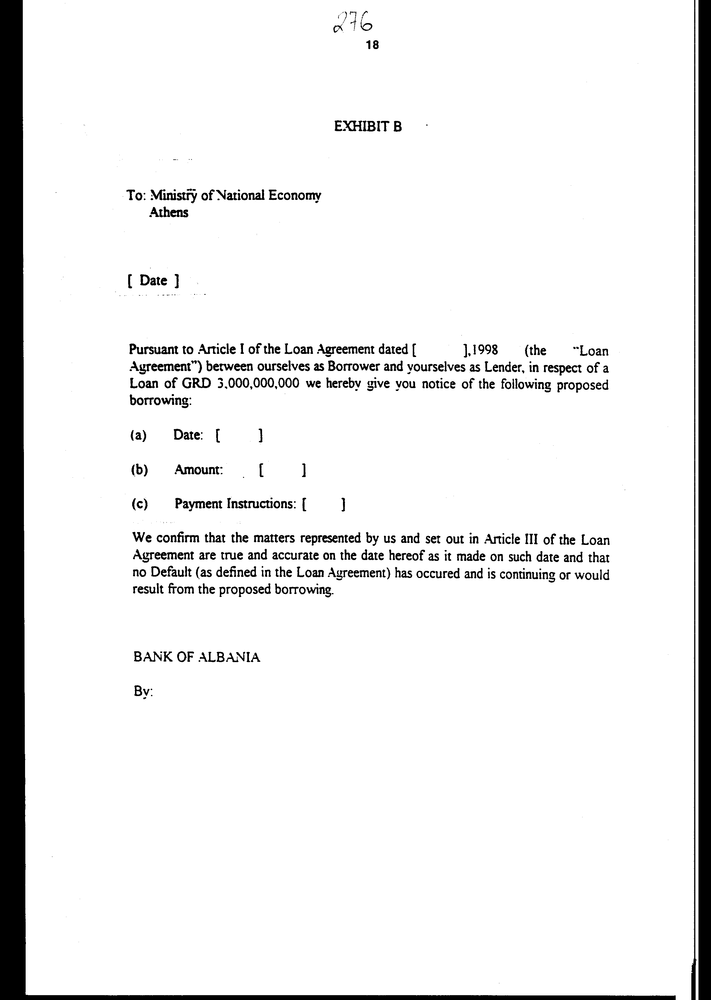 276
18
EXHIBIT B
To: Ministry of National Economy
Athens
[ Date ]
Pursuant to Article I of the Loan Agreement dated [ ],1998 (the "Loan
Agreement") between ourselves as Borrower and yourselves as Lender, in respect of a
Loan of GRD 3,000,000,000 we hereby give you notice of the following proposed
borrowing:
(a) Date: [ ]
(b) Amount: [ ]
(c) Payment Instructions: [ ]
We confirm that the matters represented by us and set out in Article III of the Loan
Agreement are true and accurate on the date hereof as it made on such date and that
no Default (as defined in the Loan Agreement) has occured and is continuing or would
result from the proposed borrowing.
BANK OF ALBANIA
By: